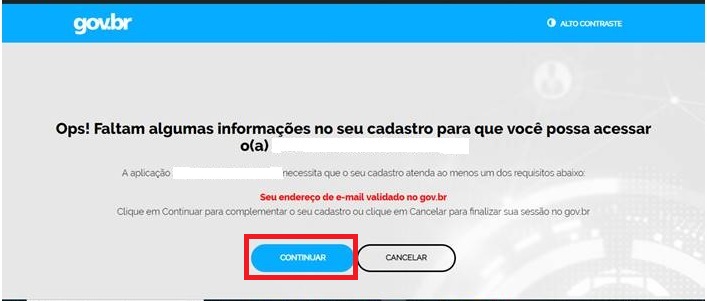 gov.br
ALTO CONTRASTE
Ops! Faltam algumas informações no seu cadastro para que você possa acessar
o(a)
A aplicação necessita que o seu cadastro atenda ao menos um dos requisitos abaixo:
Seu endereço de e-mail validado no gov.br
Clique em Continuar para complementar o seu cadastro ou clique em Cancelar para finalizar sua sessão no gov.br
CONTINUAR
CANCELAR